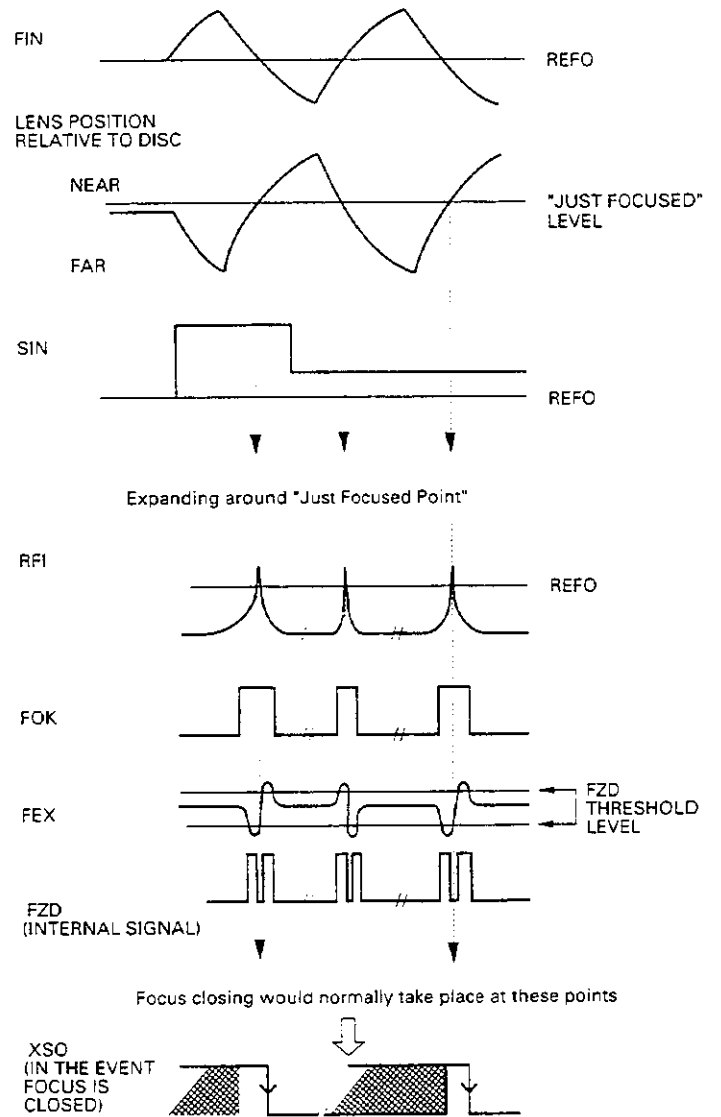 FIN
REFO
LENS POSITION
RELATIVE TO DISC
NEAR
"JUST FOCUSED"
LEVEL
FAR
SIN
REFO
Expanding around "Just Focused Point"
RFI
REFO
FOK
FEX
FZD
THRESHOLD
LEVEL
FZD
(INTERNAL SIGNAL)
Focus closing would normally take place at these points
XSO
(IN THE EVENT
FOCUS IS
CLOSED)